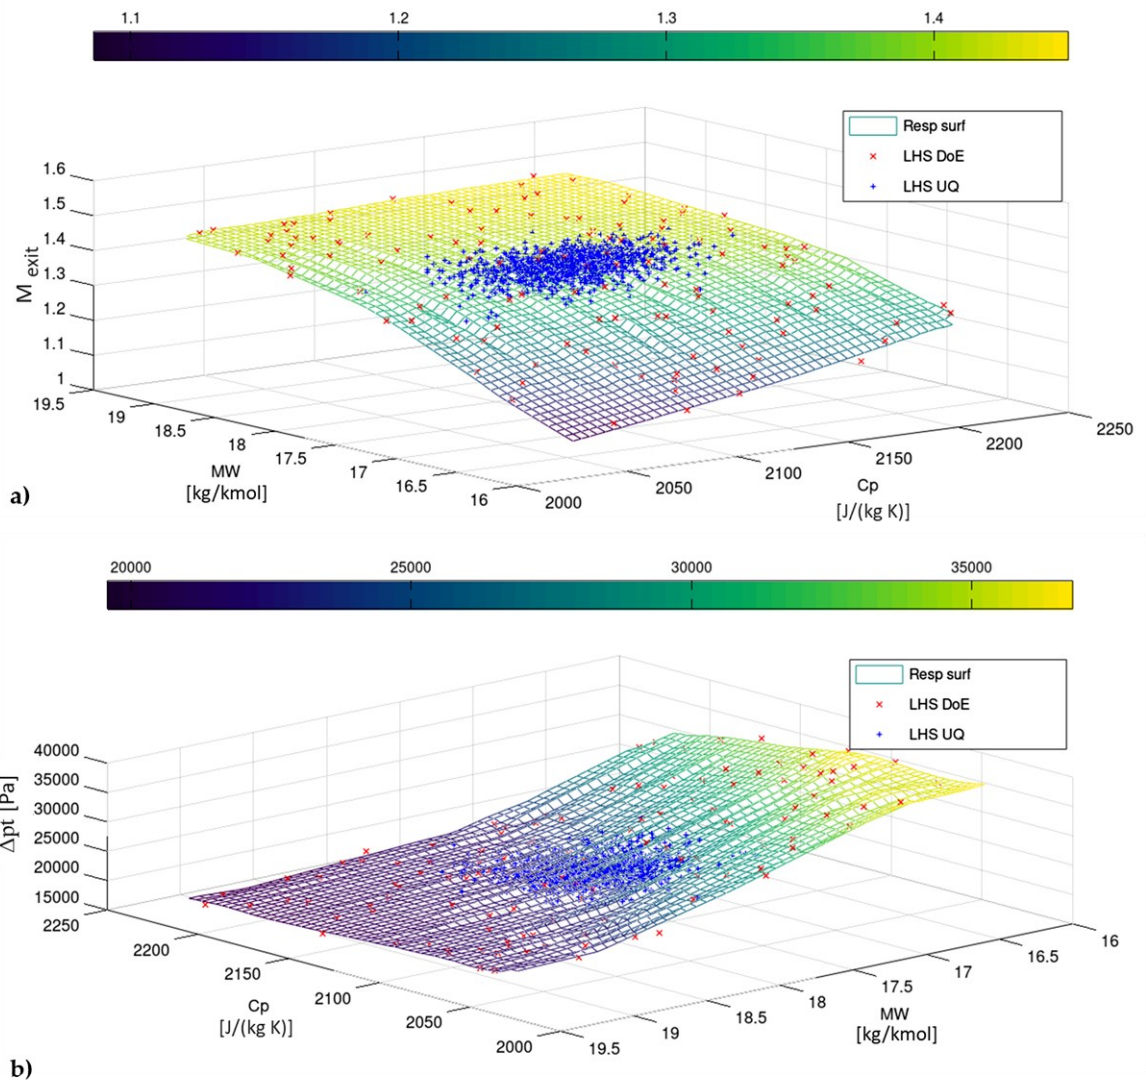 1.1 1.2 1.3 1.4
Resp surf
LHS DoE
LHS UQ
1.6
1.5
1.4
1.3
1.2
1.1
1
M exit
19.5
19
18.5
18
17.5
17
16.5
16
MW
[kg/kmol]
2000
2050
2100
2150
2200
2250
Cp
[J/(kg K)]
a)
20000 25000 30000 35000
Resp surf
LHS DoE
LHS UQ
40000
35000
30000
25000
20000
15000
Δpt [Pa]
2250
2200
2150
2100
2050
2000
Cp
[J/(kg K)]
19.5
19
18.5
18
17.5
17
16.5
16
MW
[kg/kmol]
b)